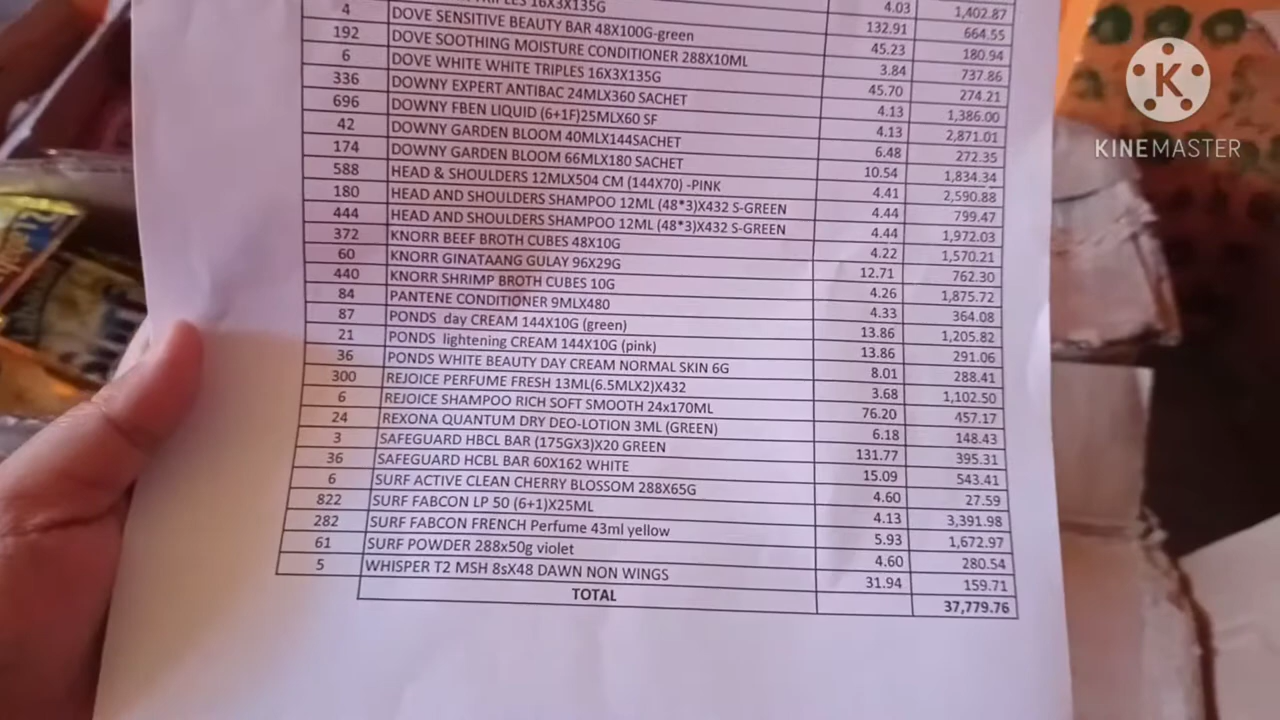 4.03 1,402.87
TRIPLES 16X3X135G 132.91 664.55
4 DOVE SENSITIVE BEAUTY BAR 48X100G-green 45.23 180.94
192 DOVE SOOTHING MOISTURE CONDITIONER 288X10ML 3.84 737.86
6 DOVE WHITE WHITE TRIPLES 16X3X135G 45.70 274.21
336 DOWNY EXPERT ANTIBAC 24MLX360 SACHET 4.13 1,386.00
696 DOWNY FBEN LIQUID (6+1F)25MLX60 SF 4.13 2,871.01
42 DOWNY GARDEN BLOOM 40MLX144SACHET 6.48 272.35
174 DOWNY GARDEN BLOOM 66MLX180 SACHET 10.54 1,834.34
588 HEAD & SHOULDERS 12MLX504 CM (144X70) -PINK 4.41 2,590.88
180 HEAD AND SHOULDERS SHAMPOO 12ML (48*3)X432 S-GREEN 4.44 799.47
444 HEAD AND SHOULDERS SHAMPOO 12ML (48*3)X432 S-GREEN 4.44 1,972.03
372 KNORR BEEF BROTH CUBES 48X10G 4.22 1,570.21
60 KNORR GINATAANG GULAY 96X29G 12.71 762.30
440 KNORR SHRIMP BROTH CUBES 10G 4.26 1,875.72
84 PANTENE CONDITIONER 9MLX480 4.33 364.08
87 PONDS day CREAM 144X10G (green) 13.86 1,205.82
21 PONDS lightening CREAM 144X10G (pink) 13.86 291.06
36 PONDS WHITE BEAUTY DAY CREAM NORMAL SKIN 6G 8.01 288.41
300 REJOICE PERFUME FRESH 13ML(6.5MLX2)X432 3.68 1,102.50
6 REJOICE SHAMPOO RICH SOFT SMOOTH 24x170ML 76.20 457.17
24 REXONA QUANTUM DRY DEO-LOTION 3ML (GREEN) 6.18 148.43
3 SAFEGUARD HBCL BAR (175GX3)X20 GREEN 131.77 395.31
36 SAFEGUARD HCBL BAR 60X162 WHITE 15.09 543.41
6 SURF ACTIVE CLEAN CHERRY BLOSSOM 288X65G 4.60 27.59
822 SURF FABCON LP 50 (6+1)X25ML 4.13 3,391.98
282 SURF FABCON FRENCH Perfume 43ml yellow 5.93 1,672.97
61 SURF POWDER 288x50g violet 4.60 280.54
5 WHISPER T2 MSH 8sX48 DAWN NON WINGS 31.94 159.71
TOTAL 37,779.76
K
KINEMASTER